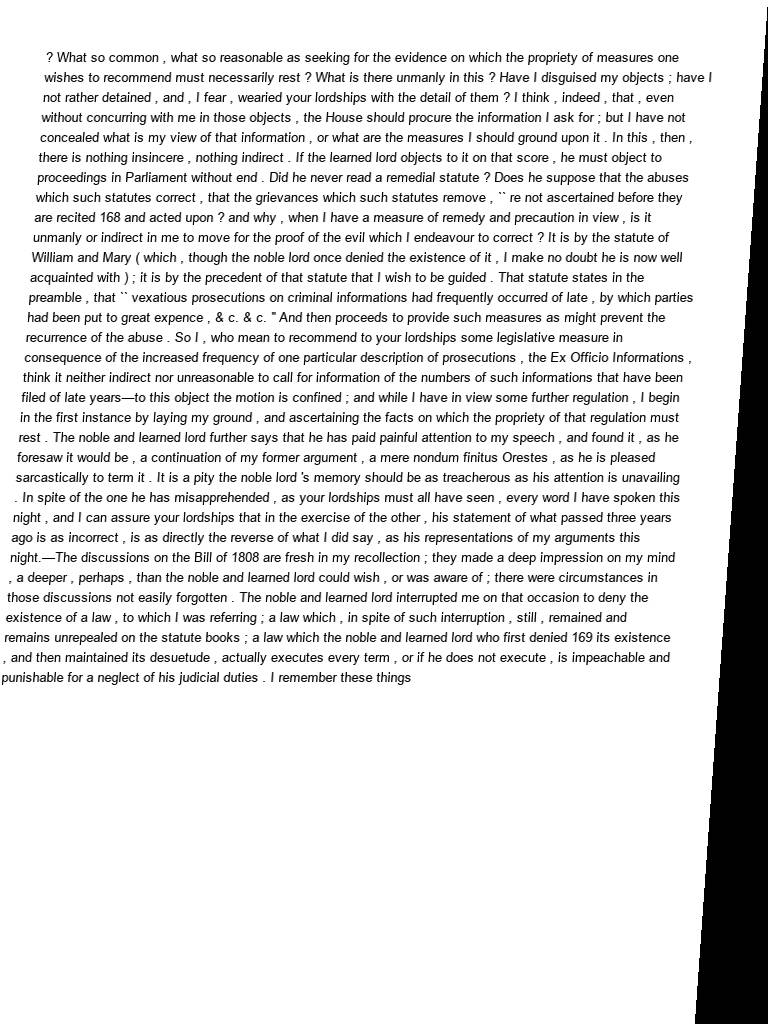 ? What so common , what so reasonable as seeking for the evidence on which the propriety of measures one
wishes to recommend must necessarily rest ? What is there unmanly in this ? Have I disguised my objects ; have I
not rather detained , and , I fear , wearied your lordships with the detail of them ? I think , indeed , that , even
without concurring with me in those objects , the House should procure the information I ask for ; but I have not
concealed what is my view of that information , or what are the measures I should ground upon it . In this , then ,
there is nothing insincere , nothing indirect . If the learned lord objects to it on that score , he must object to
proceedings in Parliament without end . Did he never read a remedial statute ? Does he suppose that the abuses
which such statutes correct , that the grievances which such statutes remove , `` re not ascertained before they
are recited 168 and acted upon ? and why , when I have a measure of remedy and precaution in view , is it
unmanly or indirect in me to move for the proof of the evil which I endeavour to correct ? It is by the statute of
William and Mary ( which , though the noble lord once denied the existence of it , I make no doubt he is now well
acquainted with ) ; it is by the precedent of that statute that I wish to be guided . That statute states in the
preamble , that `` vexatious prosecutions on criminal informations had frequently occurred of late , by which parties
had been put to great expence , & c. & c. " And then proceeds to provide such measures as might prevent the
recurrence of the abuse . So I , who mean to recommend to your lordships some legislative measure in
consequence of the increased frequency of one particular description of prosecutions , the Ex Officio Informations ,
think it neither indirect nor unreasonable to call for information of the numbers of such informations that have been
filed of late years—to this object the motion is confined ; and while I have in view some further regulation , I begin
in the first instance by laying my ground , and ascertaining the facts on which the propriety of that regulation must
rest . The noble and learned lord further says that he has paid painful attention to my speech , and found it , as he
foresaw it would be , a continuation of my former argument , a mere nondum finitus Orestes , as he is pleased
sarcastically to term it . It is a pity the noble lord 's memory should be as treacherous as his attention is unavailing
. In spite of the one he has misapprehended , as your lordships must all have seen , every word I have spoken this
night , and I can assure your lordships that in the exercise of the other , his statement of what passed three years
ago is as incorrect , is as directly the reverse of what I did say , as his representations of my arguments this
night.—The discussions on the Bill of 1808 are fresh in my recollection ; they made a deep impression on my mind
, a deeper , perhaps , than the noble and learned lord could wish , or was aware of ; there were circumstances in
those discussions not easily forgotten . The noble and learned lord interrupted me on that occasion to deny the
existence of a law , to which I was referring ; a law which , in spite of such interruption , still , remained and
remains unrepealed on the statute books ; a law which the noble and learned lord who first denied 169 its existence
, and then maintained its desuetude , actually executes every term , or if he does not execute , is impeachable and
punishable for a neglect of his judicial duties . I remember these things